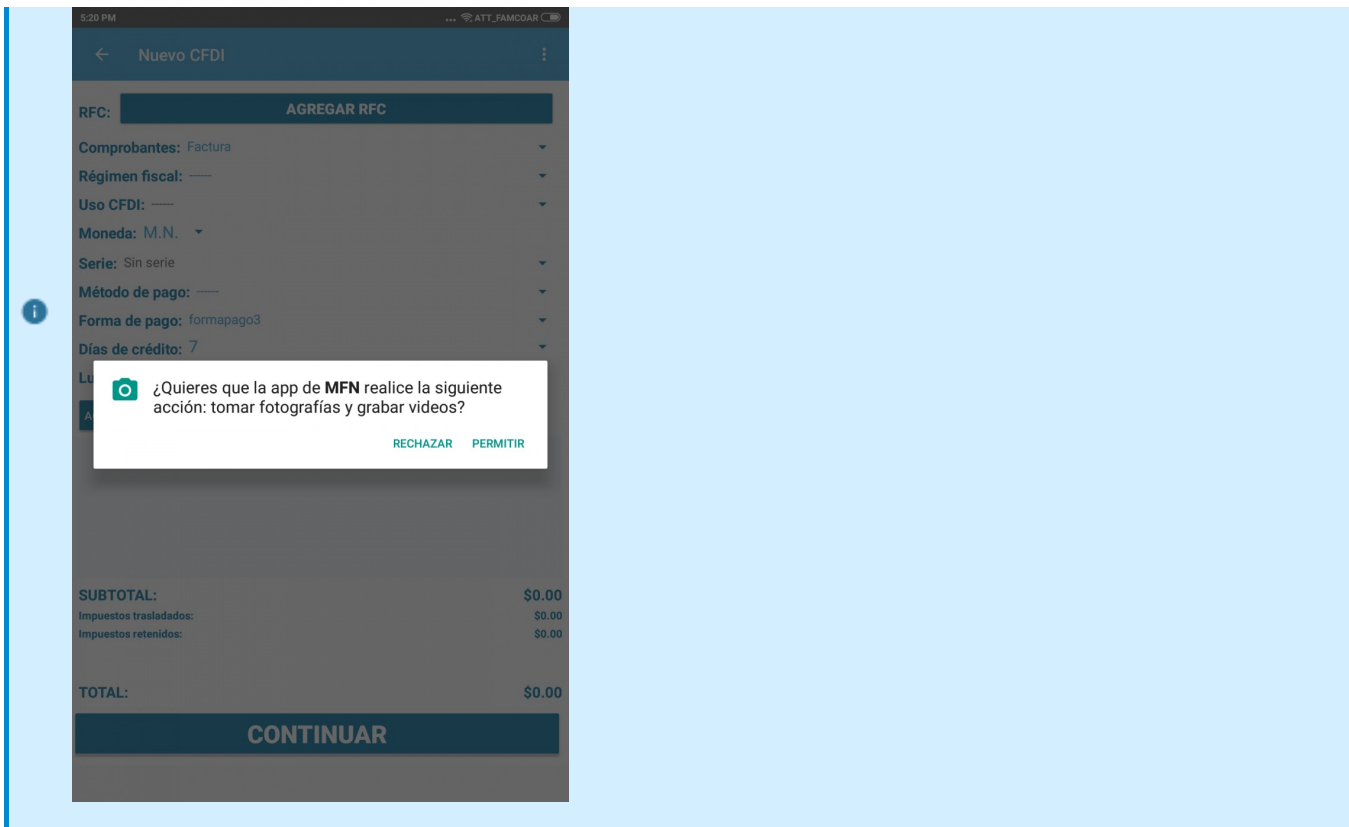 5:20 PM ... ATT_FAMCOAR
Nuevo CFDI
RFC: AGREGAR RFC
Comprobantes: Factura
Régimen fiscal: ──
Uso CFDI: ──
Moneda: M.N.
Serie: Sin serie
Método de pago: ──
Forma de pago: formapago3
Días de crédito: 7
¿Quieres que la app de MFN realice la siguiente
acción: tomar fotografías y grabar videos?
RECHAZAR PERMITIR
SUBTOTAL: $0.00
Impuestos trasladados: $0.00
Impuestos retenidos: $0.00
TOTAL: $0.00
CONTINUAR